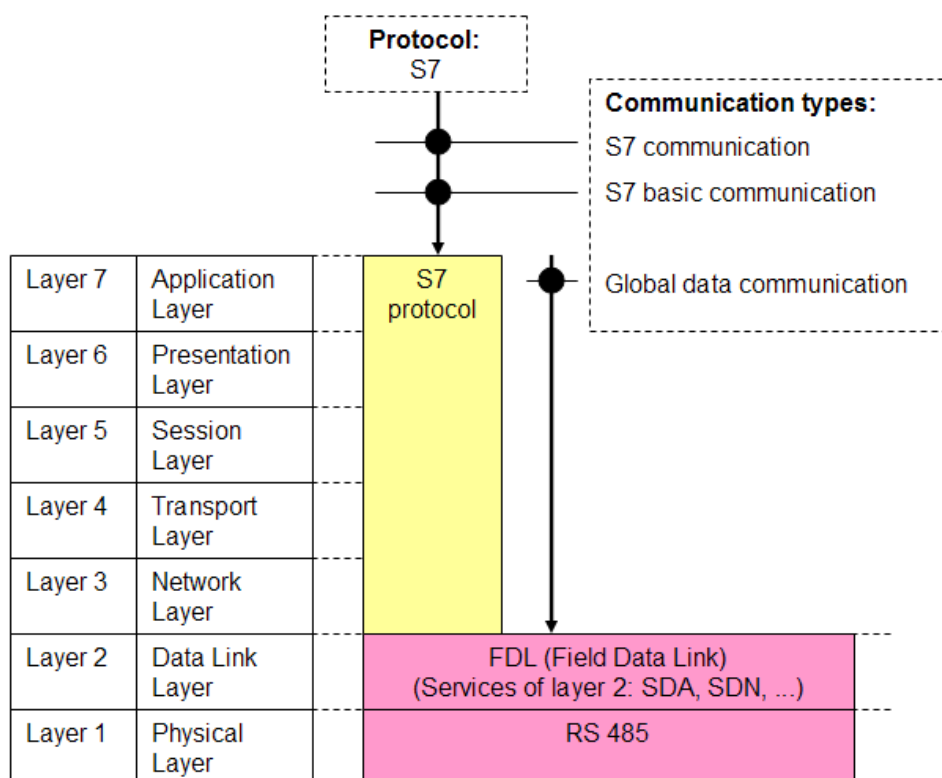 Protocol:
S7
Communication types:
S7 communication
S7 basic communication
Global data communication
Layer 7
Application
Layer
S7
protocol
Layer 6
Presentation
Layer
Layer 5
Session
Layer
Layer 4
Transport
Layer
Layer 3
Network
Layer
Layer 2
Data Link
Layer
FDL (Field Data Link)
(Services of layer 2: SDA, SDN, ...)
Layer 1
Physical
Layer
RS 485